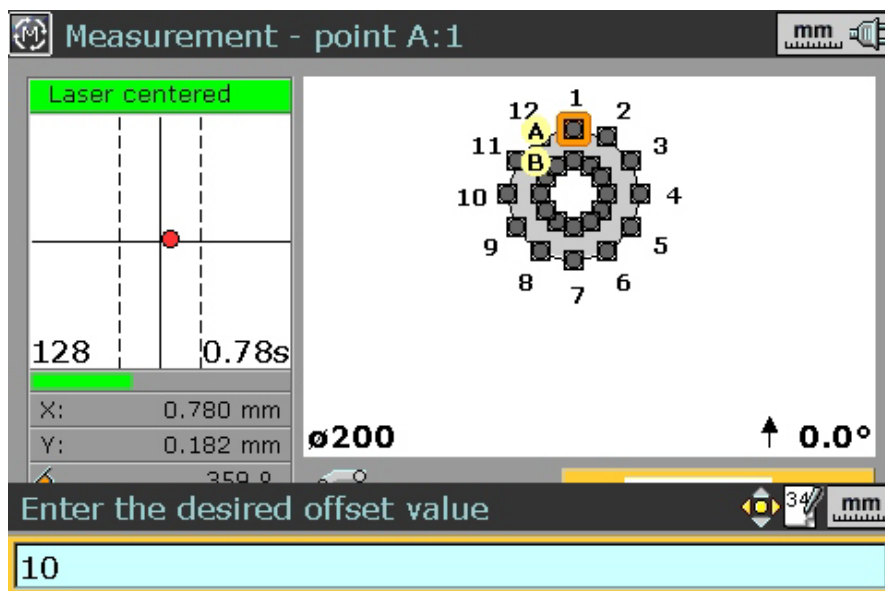 Measurement - point A:1
mm
Laser centered
128
0.78s
X: 0.780 mm
Y: 0.182 mm
12
1
2
A
11
B
3
10
4
9
5
8
7
6
ø200
0.0°
Enter the desired offset value
34
mm
10